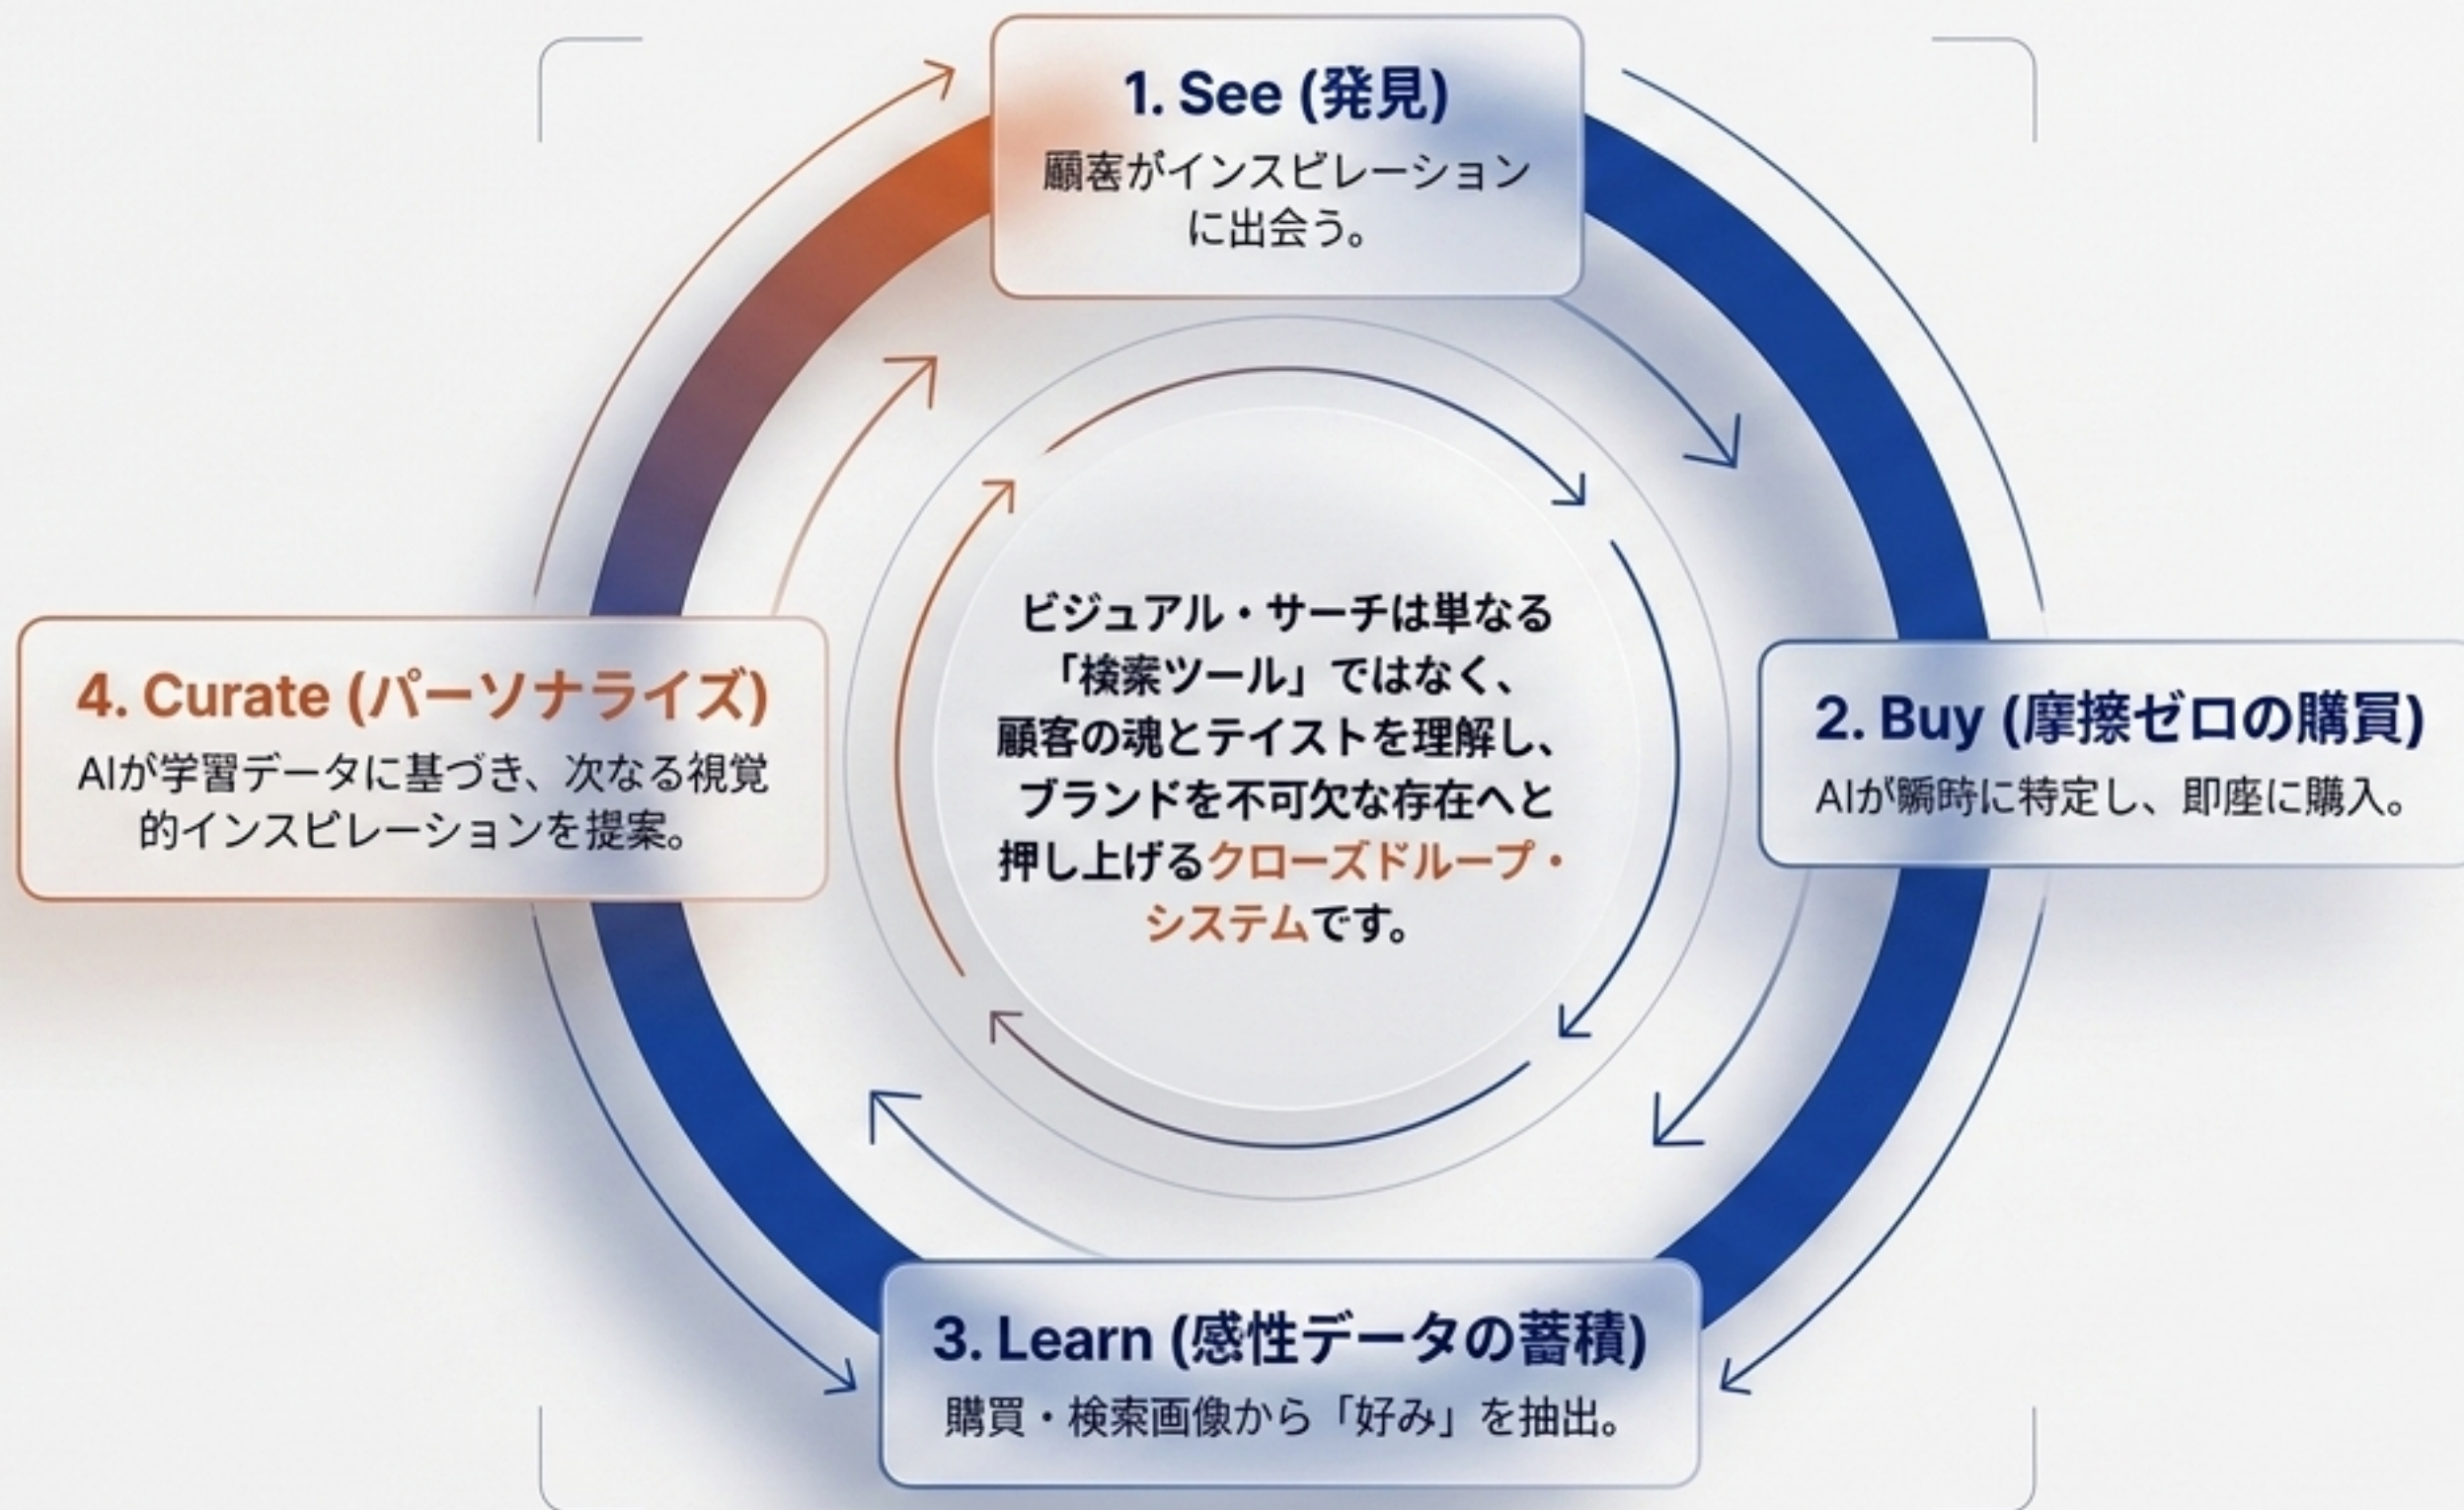 1. See (発見)
顧客がインスピレーション
に出会う。
2. Buy (摩擦ゼロの購買)
AIが瞬時に特定し、即座に購入。
3. Learn (感性データの蓄積)
購買・検索画像から「好み」を抽出。
4. Curate (パーソナライズ)
AIが学習データに基づき、次なる視覚
的インスピレーションを提案。
ビジュアル・サーチは単なる
「検索ツール」ではなく、
顧客の魂とテイストを理解し、
ブランドを不可欠な存在へと
押し上げるクローズドループ・
システムです。